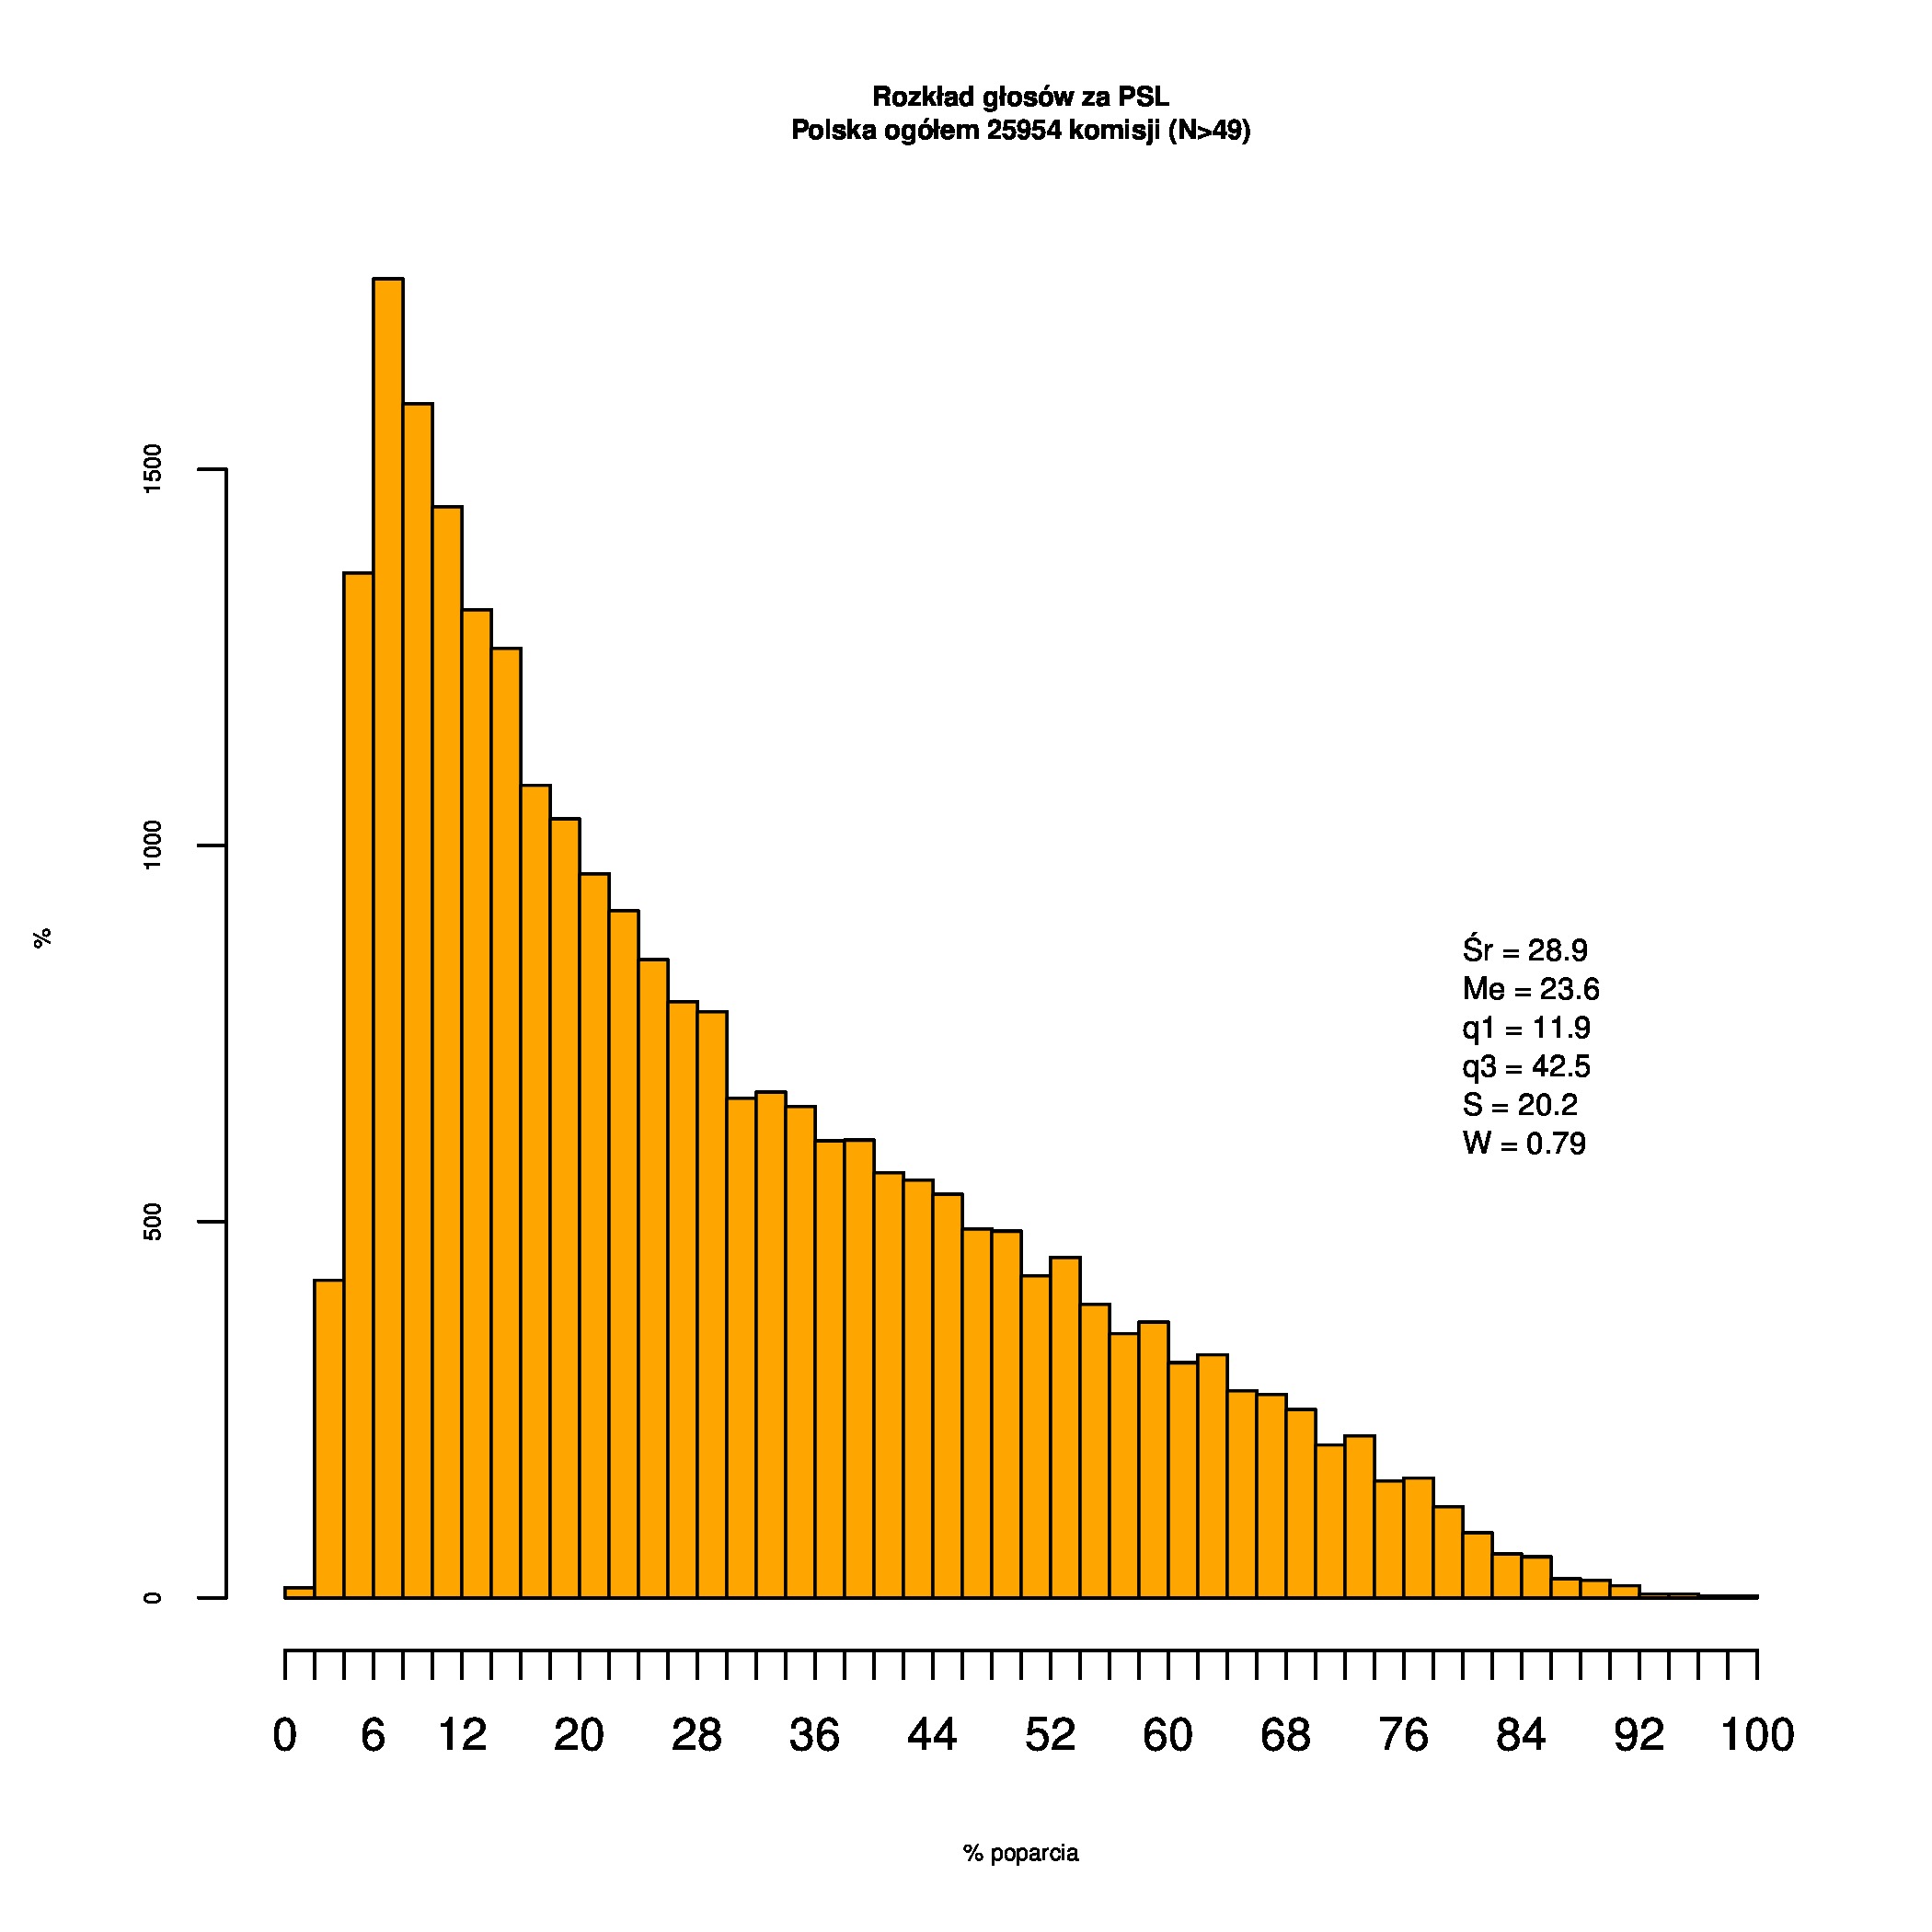 Rozkład głosów za PSL
Polska ogółem 25954 komisji (N>49)
1500
1000
500
0
%
Śr = 28.9
Me = 23.6
q1 = 11.9
q3 = 42.5
S = 20.2
W = 0.79
0 6 12 20 28 36 44 52 60 68 76 84 92 100
% poparcia